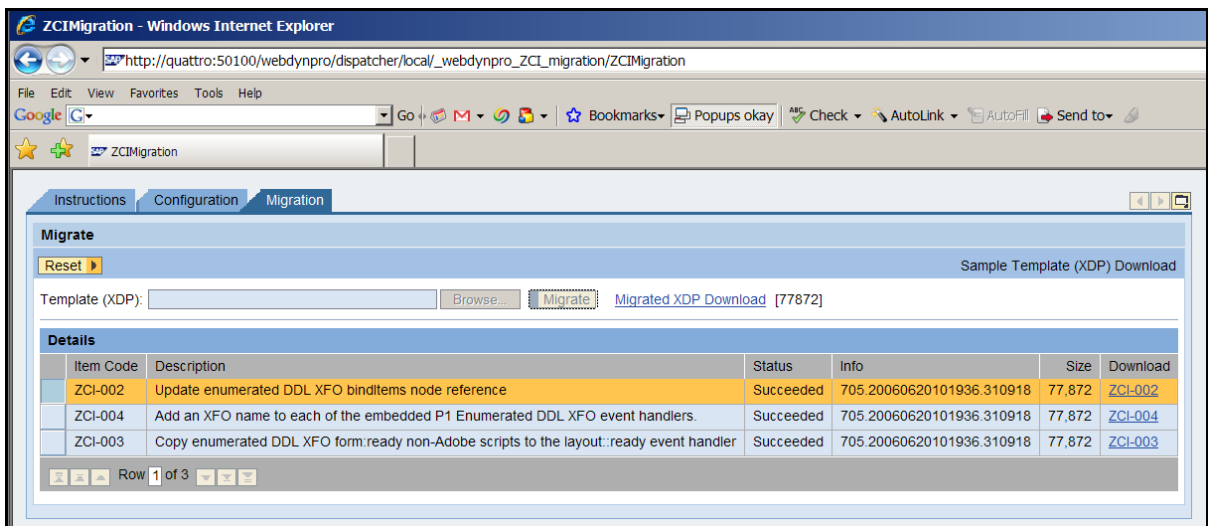 ZCIMigration - Windows Internet Explorer
http://quattro:50100/webdynpro/dispatcher/local/_webdynpro_ZCI_migration/ZCIMigration
File Edit View Favorites Tools Help
Google G Go Bookmarks Popups okay ABC Check AutoLink AutoFill Send to
SAP ZCIMigration
Instructions Configuration Migration
Migrate
Reset Sample Template (XDP) Download
Template (XDP): Browse... Migrate Migrated XDP Download [77872]
Details
Item Code Description Status Info Size Download
ZCI-002 Update enumerated DDL XFO bindItems node reference Succeeded 705.20060620101936.310918 77,872 ZCI-002
ZCI-004 Add an XFO name to each of the embedded P1 Enumerated DDL XFO event handlers. Succeeded 705.20060620101936.310918 77,872 ZCI-004
ZCI-003 Copy enumerated DDL XFO form:ready non-Adobe scripts to the layout::ready event handler Succeeded 705.20060620101936.310918 77,872 ZCI-003
Row 1 of 3